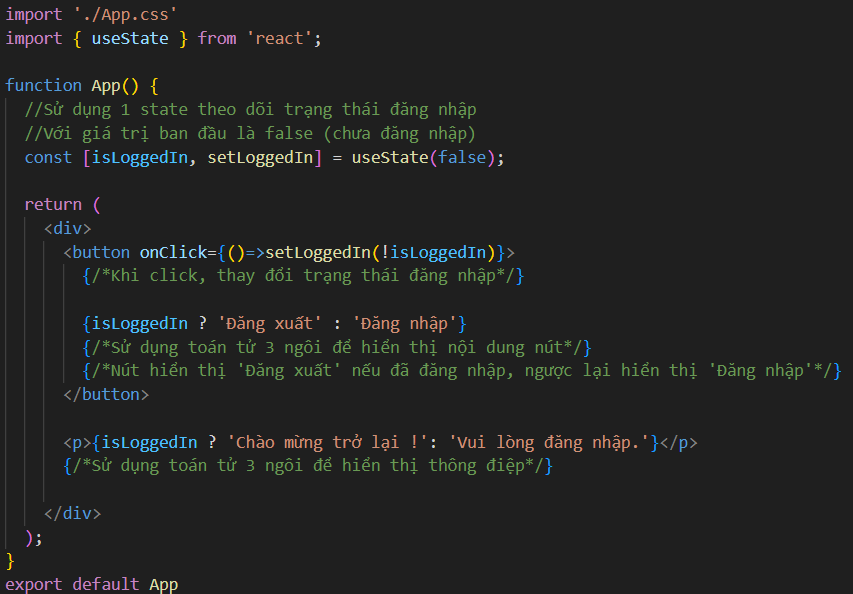 import './App.css'
import { useState } from 'react';
function App() {
//Sử dụng 1 state theo dõi trạng thái đăng nhập
//Với giá trị ban đầu là false (chưa đăng nhập)
const [isLoggedIn, setLoggedIn] = useState(false);
return (
<div>
<button onClick={()=>setLoggedIn(!isLoggedIn)}>
{/*Khi click, thay đổi trạng thái đăng nhập*/}
{isLoggedIn ? 'Đăng xuất' : 'Đăng nhập'}
{/*Sử dụng toán tử 3 ngôi để hiển thị nội dung nút*/}
{/*Nút hiển thị 'Đăng xuất' nếu đã đăng nhập, ngược lại hiển thị 'Đăng nhập'*/}
</button>
<p>{isLoggedIn ? 'Chào mừng trở lại !': 'Vui lòng đăng nhập.'}</p>
{/*Sử dụng toán tử 3 ngôi để hiển thị thông điệp*/}
</div>
);
}
export default App